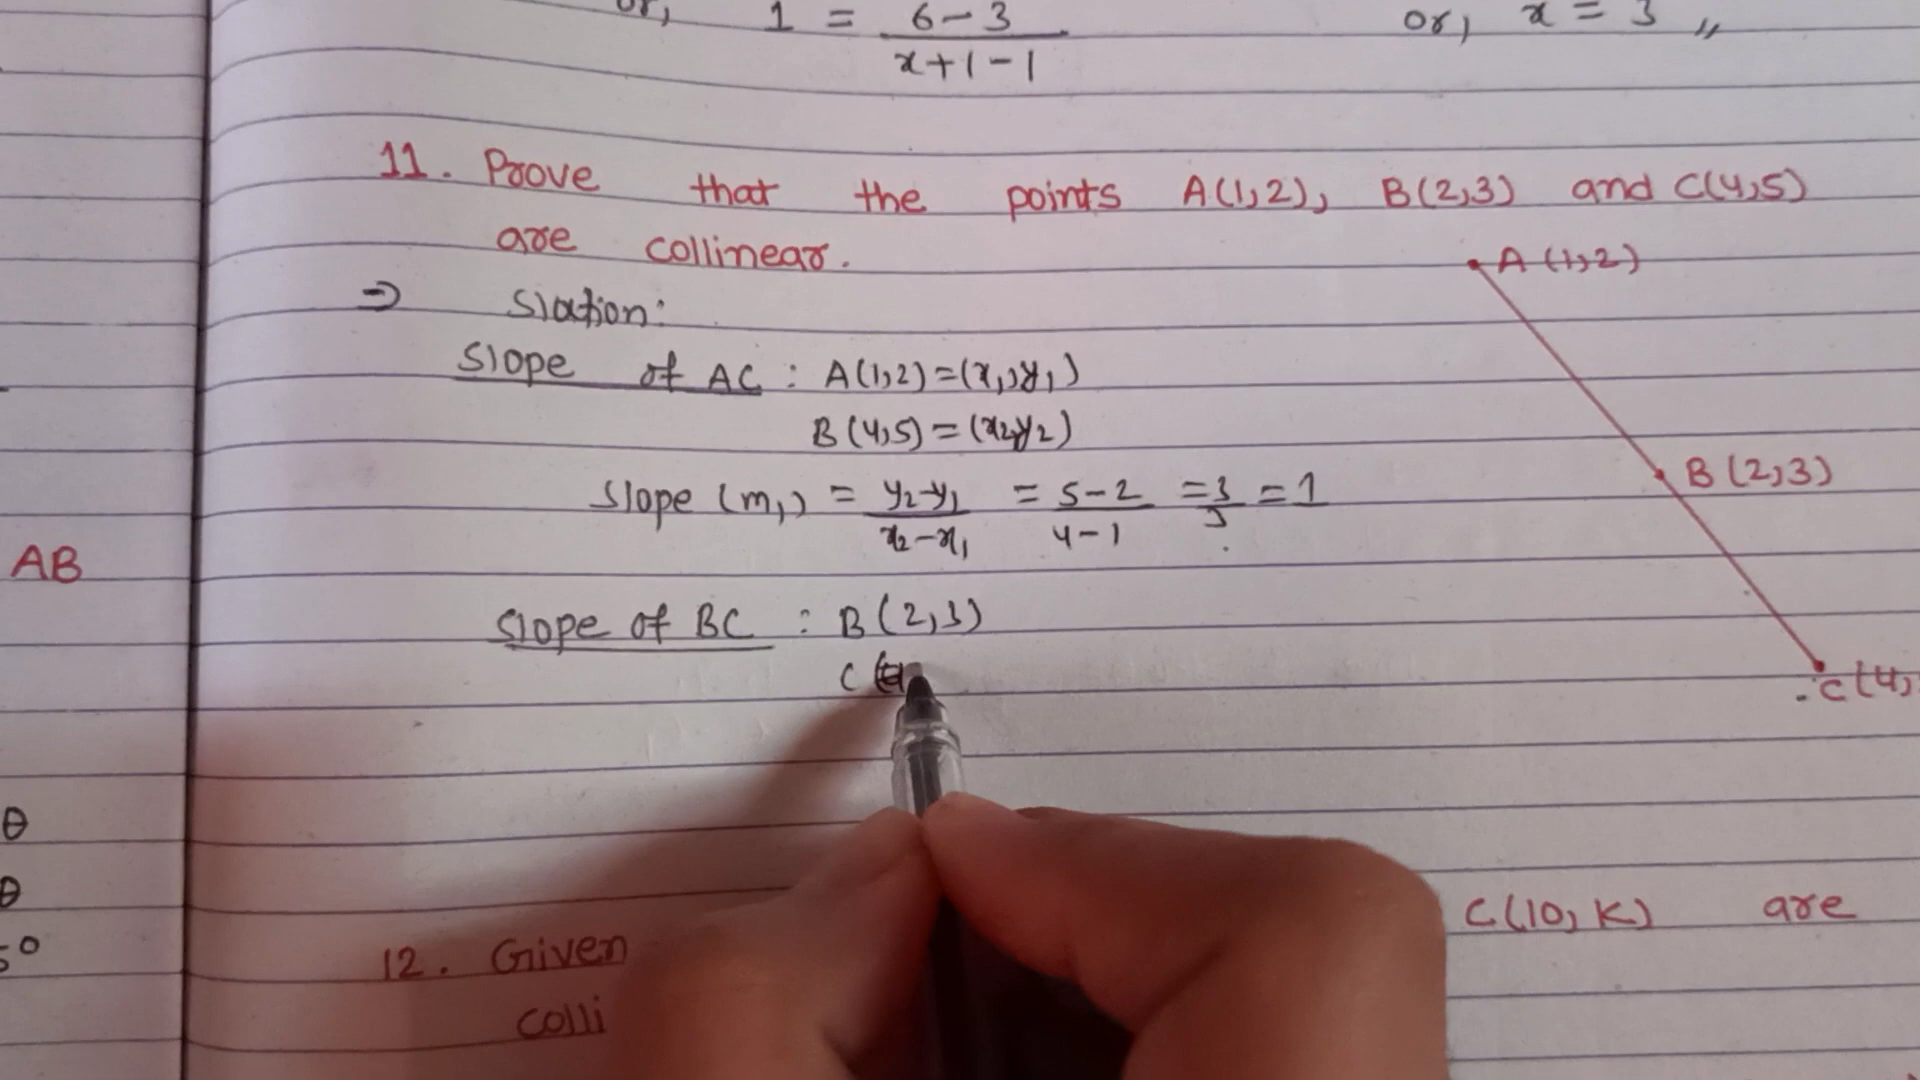 or, 1 = 6-3 / x+1-1 or, x = 3 ,,
11. Prove that the points A(1,2), B(2,3) and C(4,5)
are collinear.
A (1,2)
⇒ Slation:
Slope of AC : A(1,2)=(x1,y1)
B(4,5)=(x2y2)
B (2,3)
Slope (m1) = y2-y1 / x2-x1 = 5-2 / 4-1 = 3/3 = 1
AB
Slope of BC : B(2,3)
C (
C(4,
θ
θ
C(10, K) are
5°
12. Given
colli